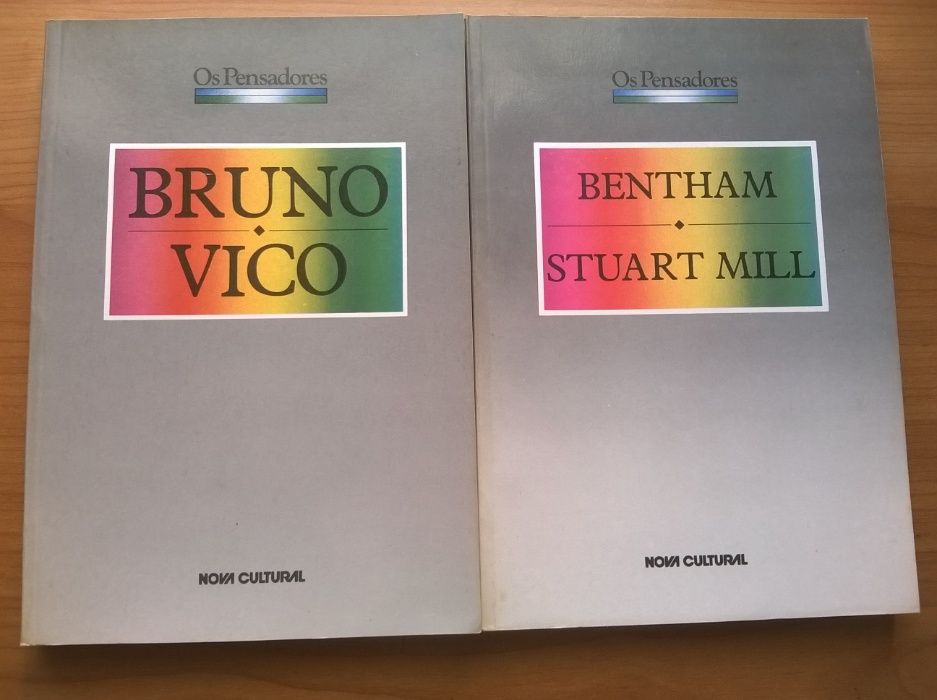 Os Pensadores
BRUNO
VICO
NOVA CULTURAL
Os Pensadores
BENTHAM
STUART MILL
NOVA CULTURAL